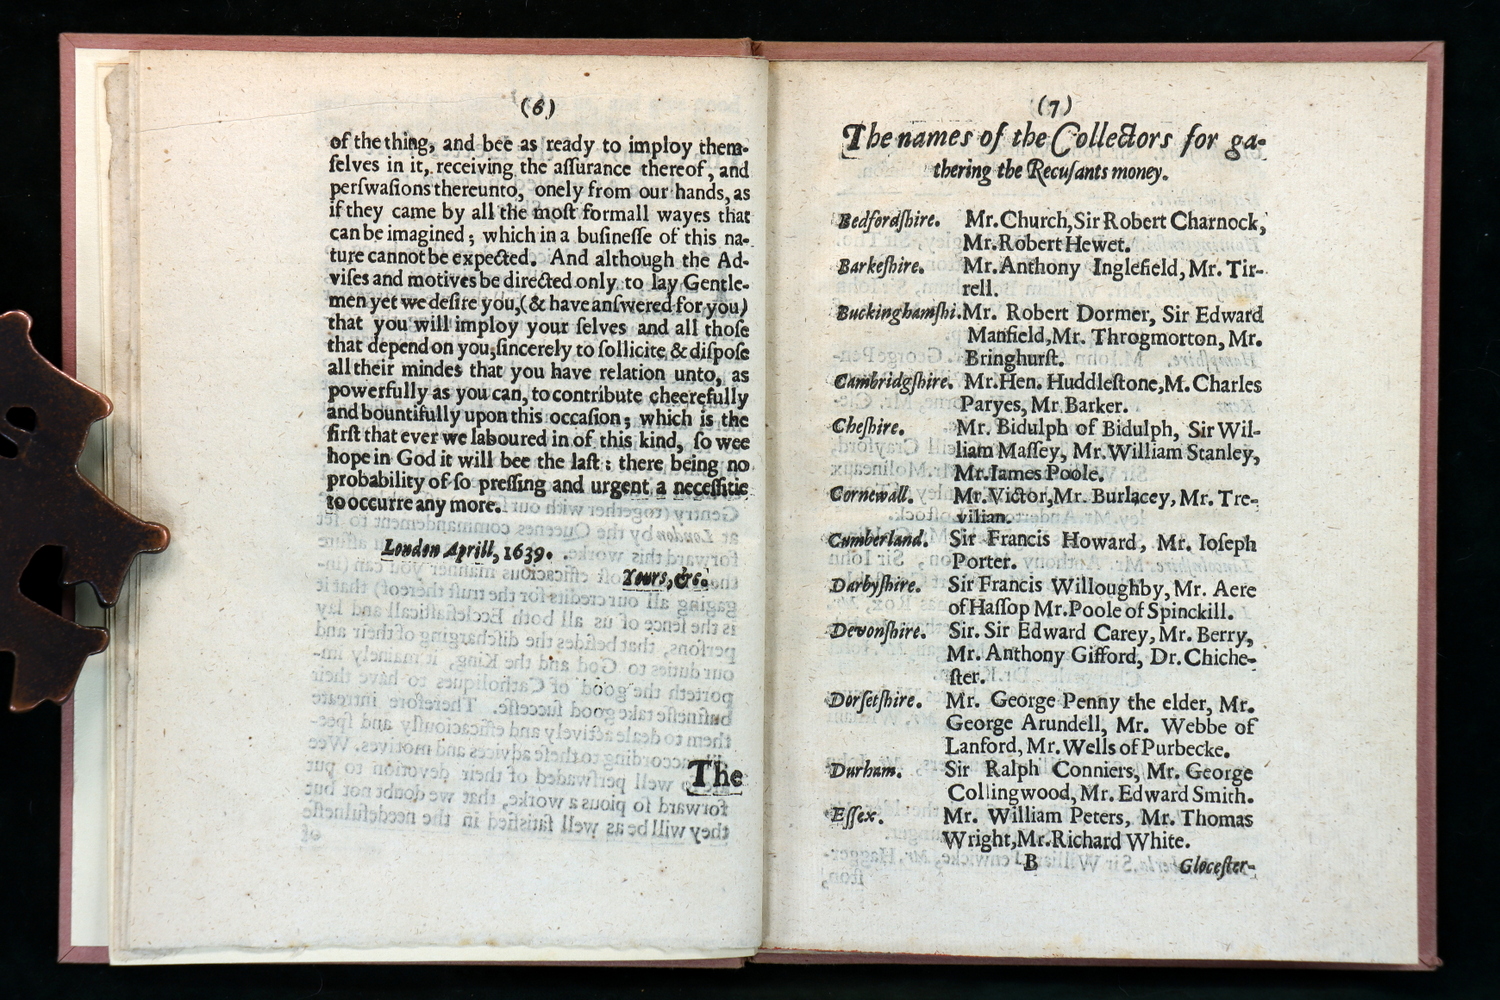 (6)
of the thing, and bee as ready to imploy them-
ſelves in it, receiving the aſſurance thereof, and
perſwaſions thereunto, onely from our hands, as
if they came by all the moſt formall wayes that
can be imagined; which in a buſineſſe of this na-
ture cannot be expected. And although the Ad-
viſes and motives be directed only to lay Gentle-
men yet we deſire you, (& have anſwered for you)
that you will imploy your ſelves and all thoſe
that depend on you, ſincerely to ſollicite & diſpoſe
all their mindes that you have relation unto, as
powerfully as you can, to contribute cheerefully
and bountifully upon this occaſion; which is the
firſt that ever we laboured in of this kind, ſo wee
hope in God it will bee the laſt: there being no
probability of ſo preſſing and urgent a neceſſitie
to occurre any more.
London Aprill, 1639.
Yours, &c.
The
(7)
The names of the Collectors for ga-
thering the Recuſants money.
Bedfordſhire. Mr. Church, Sir Robert Charnock,
Mr. Robert Hewet.
Barkeſhire. Mr. Anthony Inglefield, Mr. Tir-
rell.
Buckinghamſhi. Mr. Robert Dormer, Sir Edward
Manfield, Mr. Throgmorton, Mr.
Bringhurſt.
Cambridgſhire. Mr. Hen. Huddleſtone, M. Charles
Paryes, Mr. Barker.
Cheſhire. Mr. Bidulph of Bidulph, Sir Wil-
liam Maſſey, Mr. William Stanley,
Mr. Iames Poole.
Cornewall. Mr. Victor, Mr. Burlacey, Mr. Tre-
vilian.
Cumberland. Sir Francis Howard, Mr. Ioſeph
Porter.
Darbyſhire. Sir Francis Willoughby, Mr. Aere
of Haſſop Mr. Poole of Spinckill.
Devonſhire. Sir. Sir Edward Carey, Mr. Berry,
Mr. Anthony Gifford, Dr. Chiche-
ſter.
Dorſetſhire. Mr. George Penny the elder, Mr.
George Arundell, Mr. Webbe of
Lanford, Mr. Wells of Purbecke.
Durham. Sir Ralph Conniers, Mr. George
Collingwood, Mr. Edward Smith.
Eſſex. Mr. William Peters, Mr. Thomas
Wright, Mr. Richard White.
B Gloceſter-